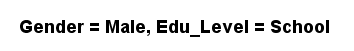 Gender = Male, Edu_Level = School